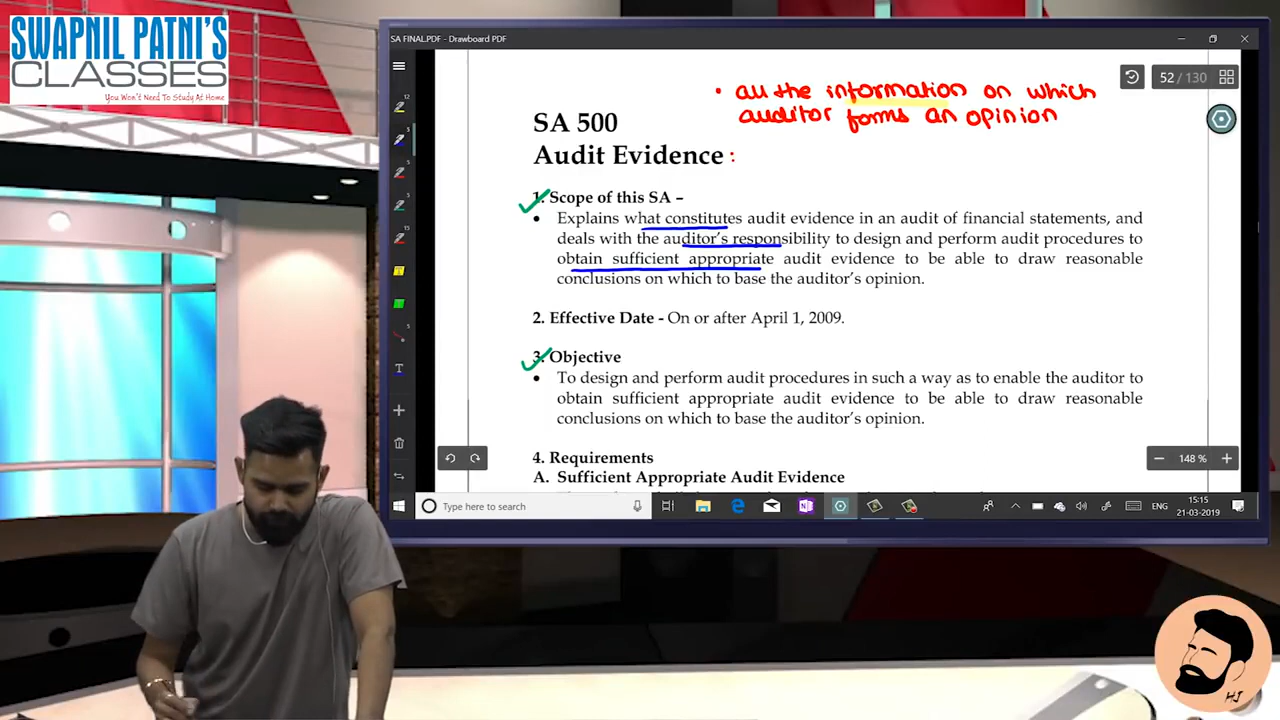 SWAPNIL PATNI'S
CLASSES
You Won't Need To Study At Home
SA FINAL.PDF - Drawboard PDF
52 / 130
• all the information on which
auditor forms an opinion
SA 500
Audit Evidence :
1. Scope of this SA –
• Explains what constitutes audit evidence in an audit of financial statements, and
deals with the auditor's responsibility to design and perform audit procedures to
obtain sufficient appropriate audit evidence to be able to draw reasonable
conclusions on which to base the auditor's opinion.
2. Effective Date - On or after April 1, 2009.
3. Objective
• To design and perform audit procedures in such a way as to enable the auditor to
obtain sufficient appropriate audit evidence to be able to draw reasonable
conclusions on which to base the auditor's opinion.
4. Requirements
A. Sufficient Appropriate Audit Evidence
148 %
Type here to search
ENG
15:15
21-03-2019
HJ